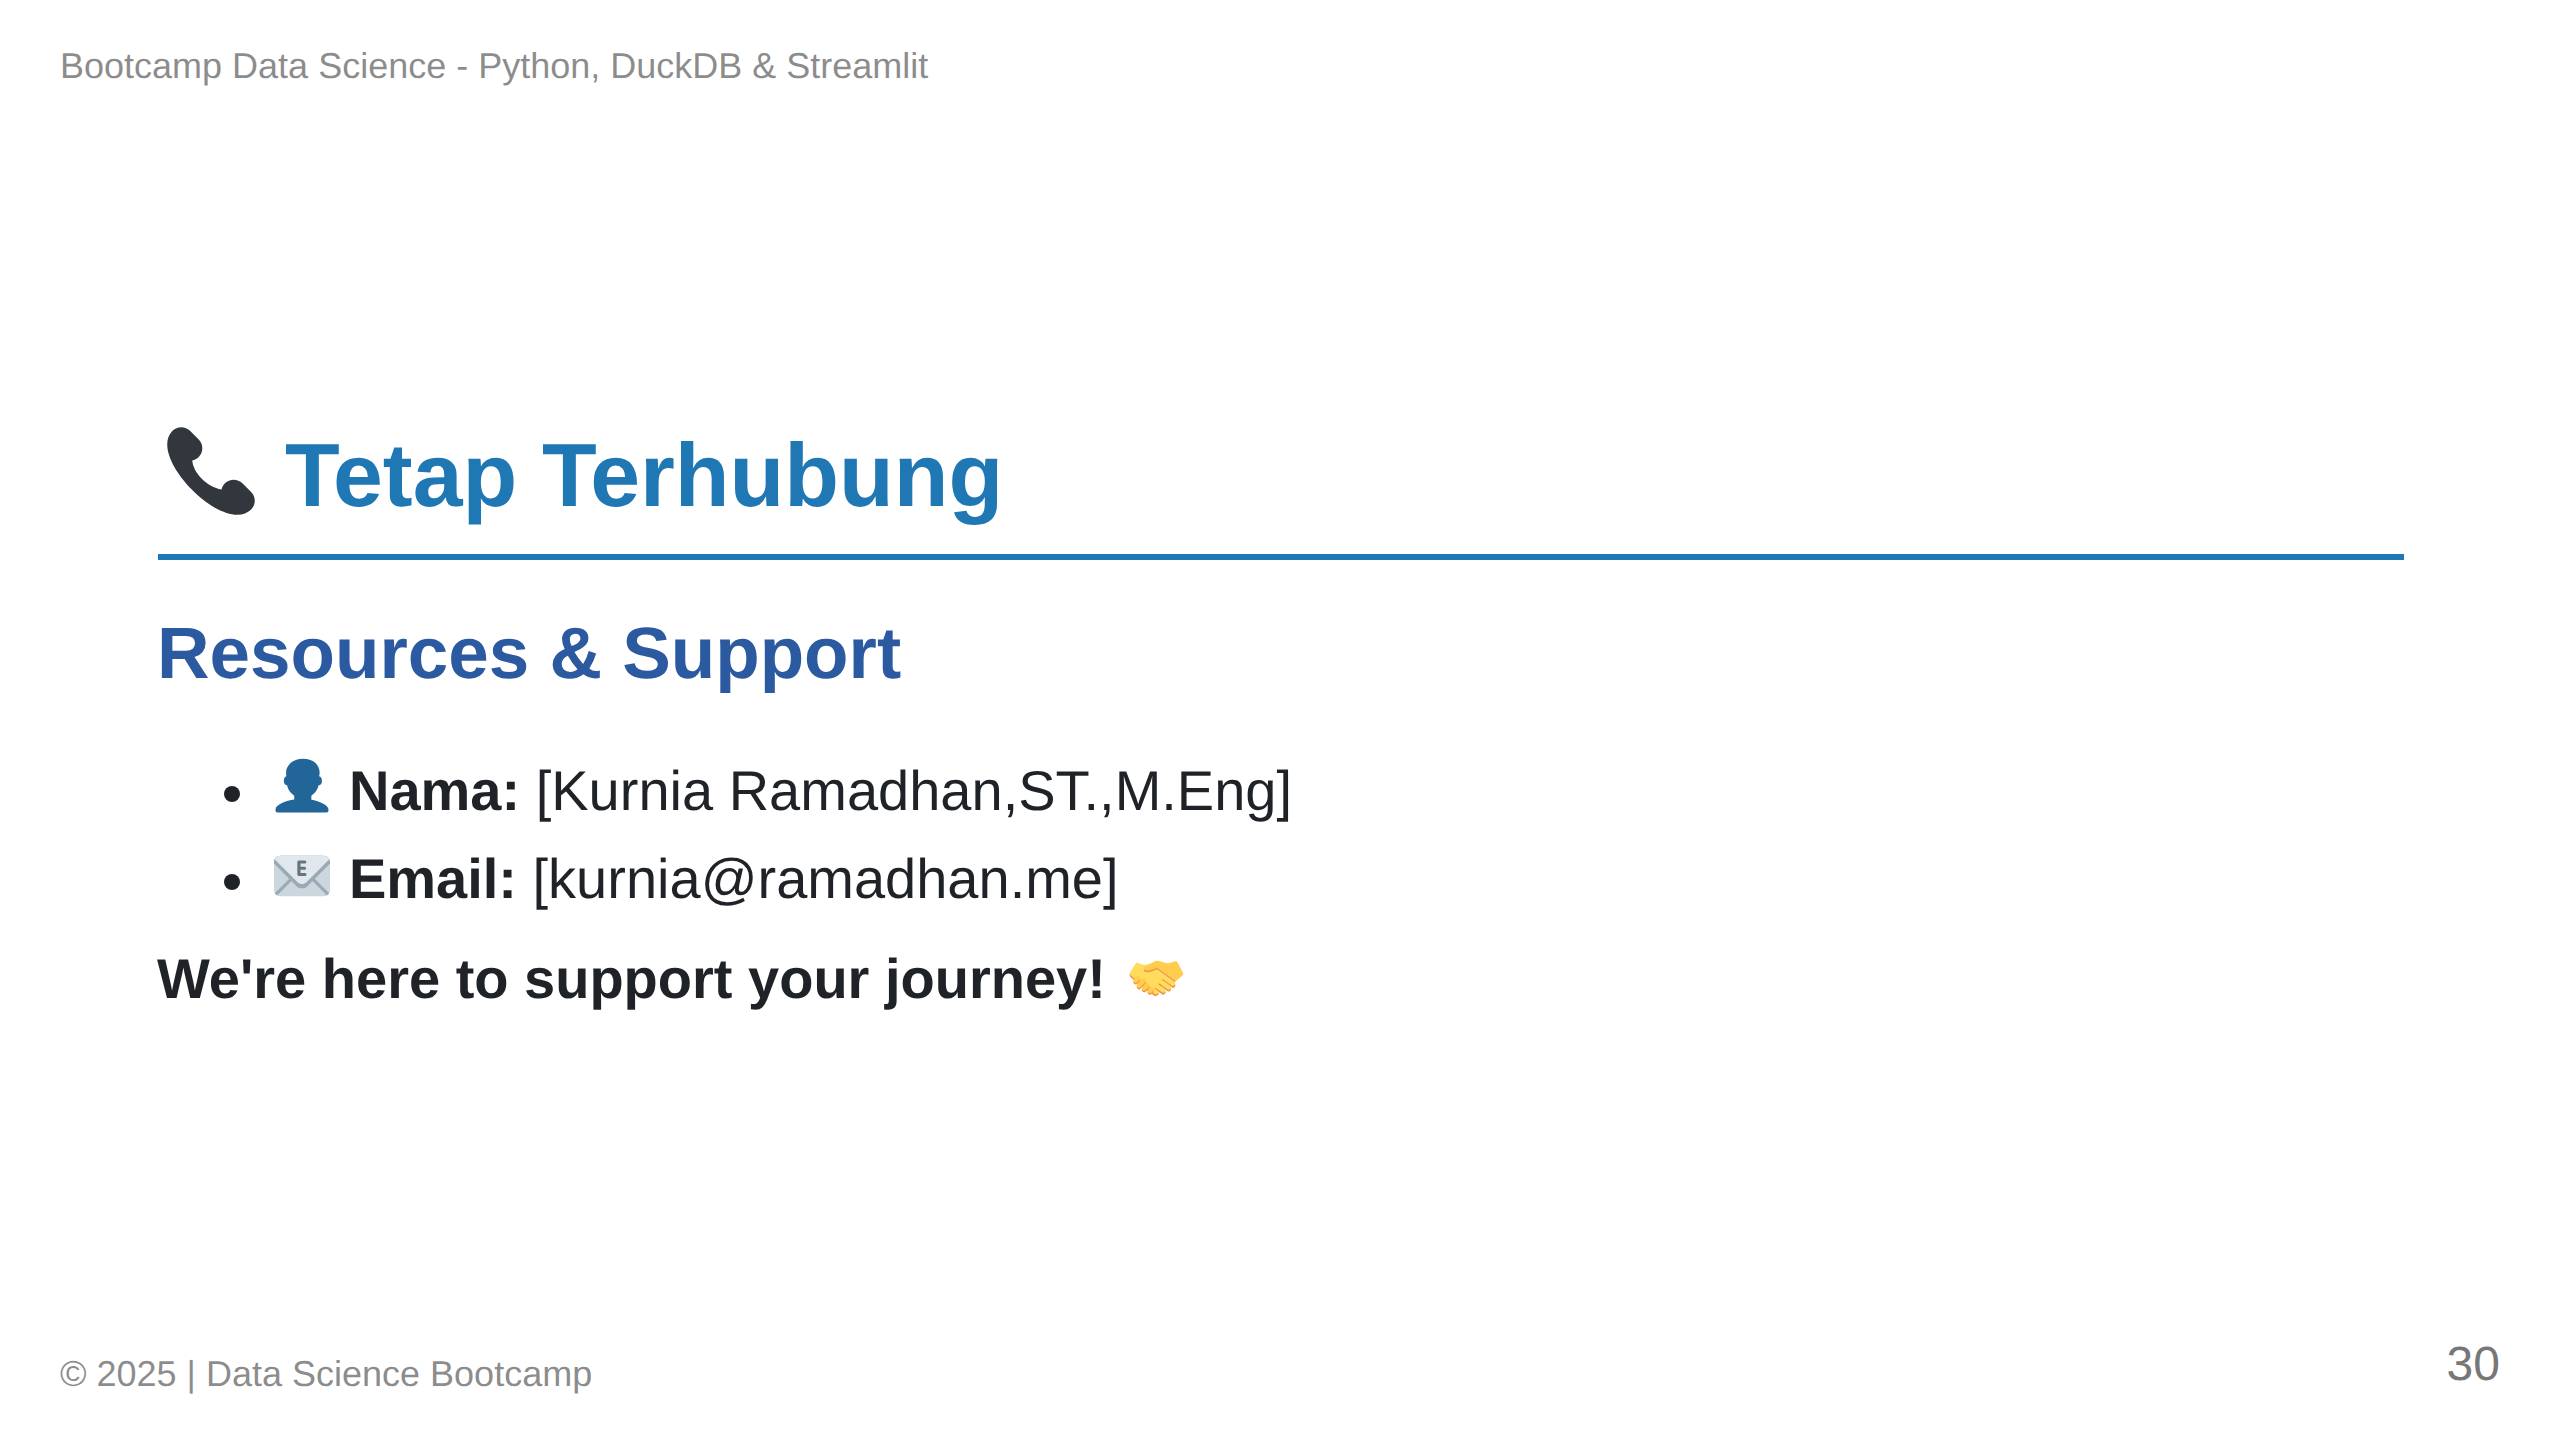 Bootcamp Data Science - Python, DuckDB & Streamlit
📞 Tetap Terhubung
Resources & Support
• 👤 Nama: [Kurnia Ramadhan,ST.,M.Eng]
• 📧 Email: [kurnia@ramadhan.me]
We're here to support your journey! 🤝
© 2025 | Data Science Bootcamp
30